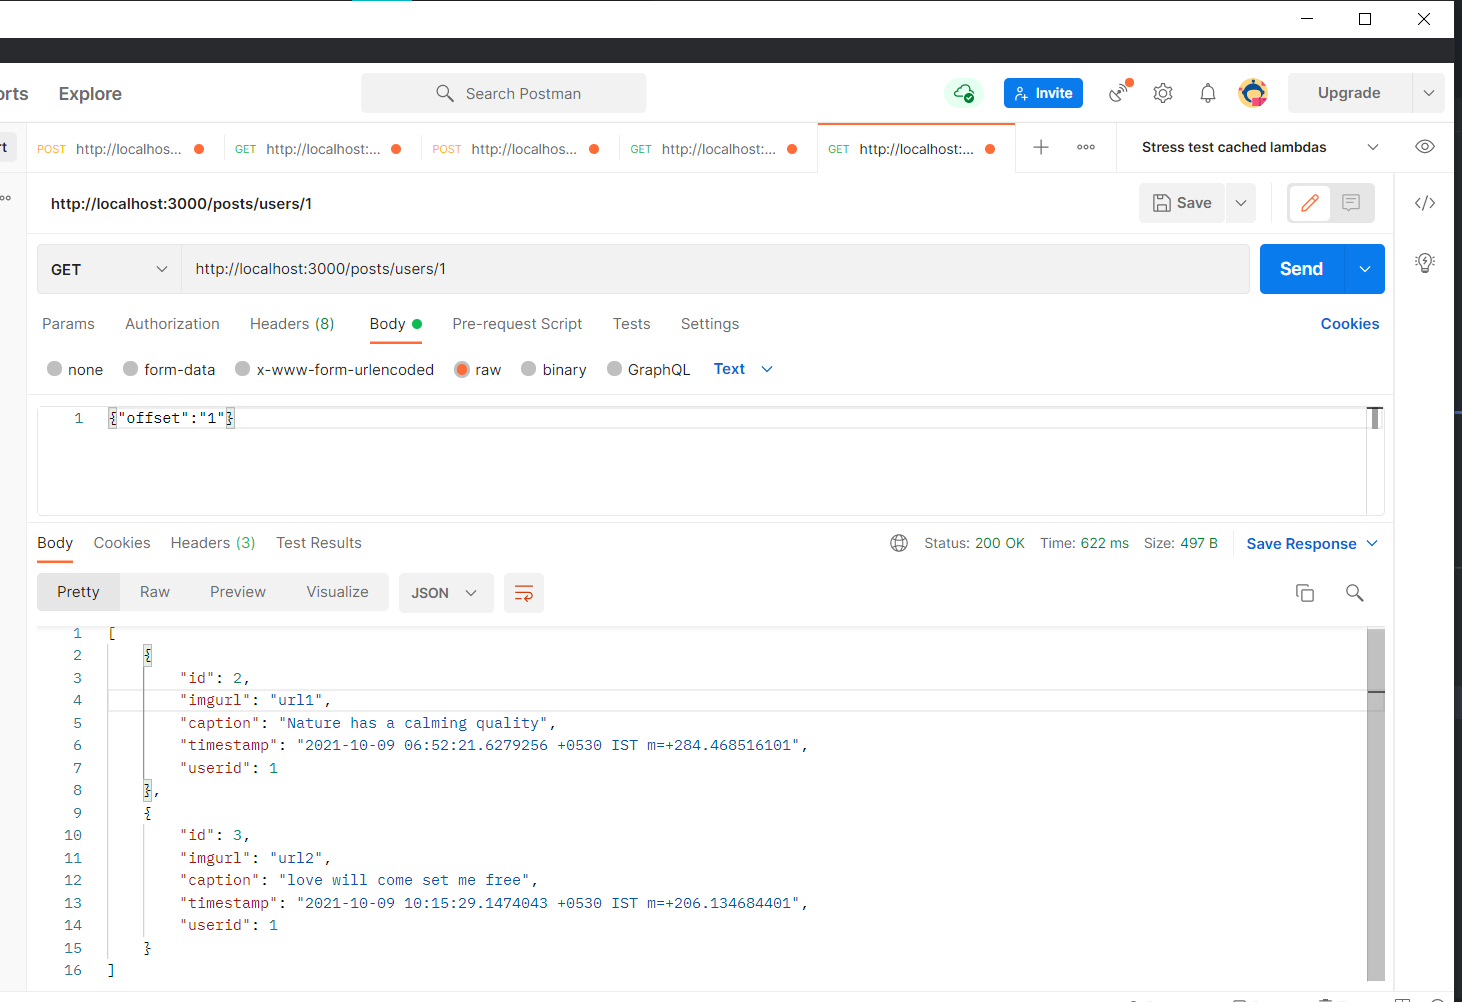 orts Explore Search Postman Invite Upgrade
rt POST http://localhos... GET http://localhost:... POST http://localhos... GET http://localhost:... GET http://localhost:... Stress test cached lambdas
http://localhost:3000/posts/users/1 Save
GET http://localhost:3000/posts/users/1 Send
Params Authorization Headers (8) Body Pre-request Script Tests Settings Cookies
none form-data x-www-form-urlencoded raw binary GraphQL Text
1 {"offset":"1"}
Body Cookies Headers (3) Test Results Status: 200 OK Time: 622 ms Size: 497 B Save Response
Pretty Raw Preview Visualize JSON
1 [
2 {
3 "id": 2,
4 "imgurl": "url1",
5 "caption": "Nature has a calming quality",
6 "timestamp": "2021-10-09 06:52:21.6279256 +0530 IST m=+284.468516101",
7 "userid": 1
8 },
9 {
10 "id": 3,
11 "imgurl": "url2",
12 "caption": "love will come set me free",
13 "timestamp": "2021-10-09 10:15:29.1474043 +0530 IST m=+206.134684401",
14 "userid": 1
15 }
16 ]